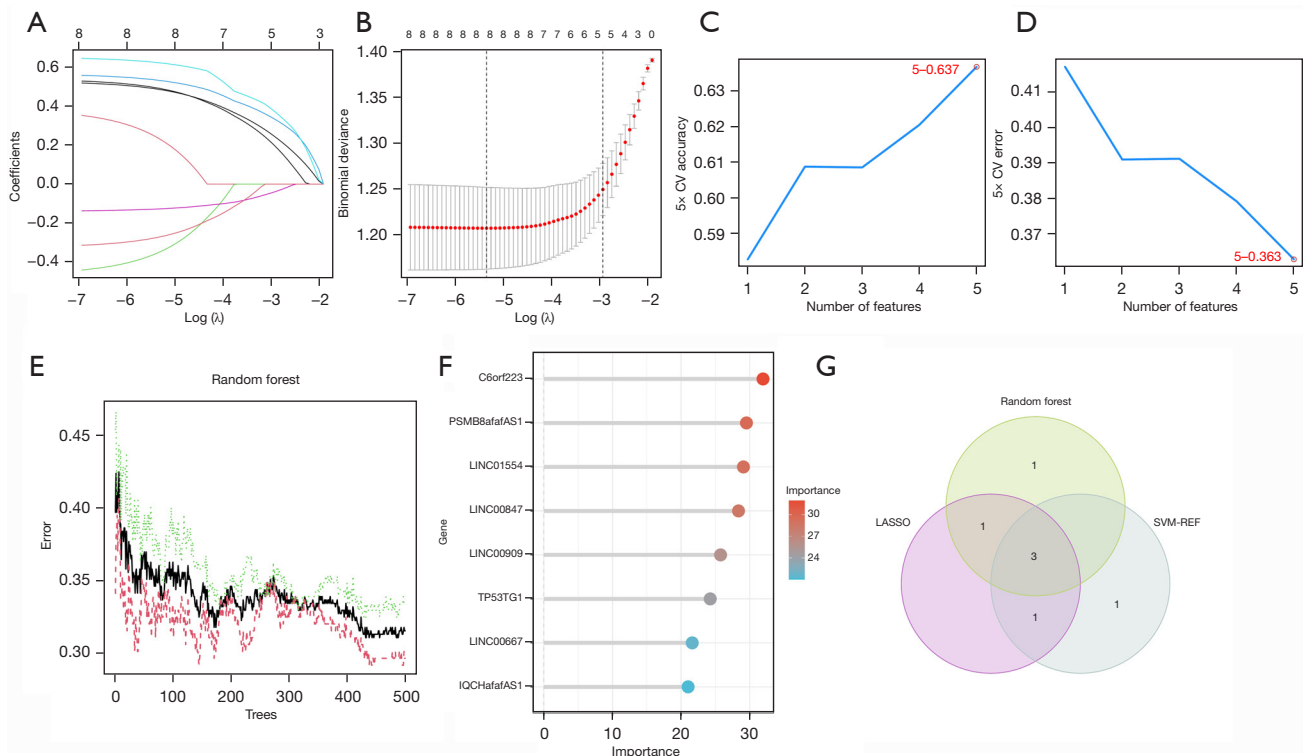 A
8 8 8 7 5 3
0.6
0.4
0.2
0.0
−0.2
−0.4
Coefficients
−7 −6 −5 −4 −3 −2
Log (λ)
B
8 8 8 8 8 8 8 8 8 7 7 7 5 5 4 3 0
1.40
1.35
1.30
1.25
1.20
Binomial deviance
−7 −6 −5 −4 −3 −2
Log (λ)
C
5–0.637
0.63
0.62
0.61
0.60
0.59
5× CV accuracy
1 2 3 4 5
Number of features
D
0.41
0.40
0.39
0.38
0.37
5× CV error
5–0.363
1 2 3 4 5
Number of features
E
Random forest
0.45
0.40
0.35
0.30
Error
0 100 200 300 400 500
Trees
F
C6orf223
PSMB8afafAS1
LINC01554
LINC00847
LINC00909
TP53TG1
LINC00667
IQCHafafAS1
Gene
0 10 20 30
Importance
Importance
30
27
24
G
Random forest
LASSO
SVM-REF
1
1
3
1
1